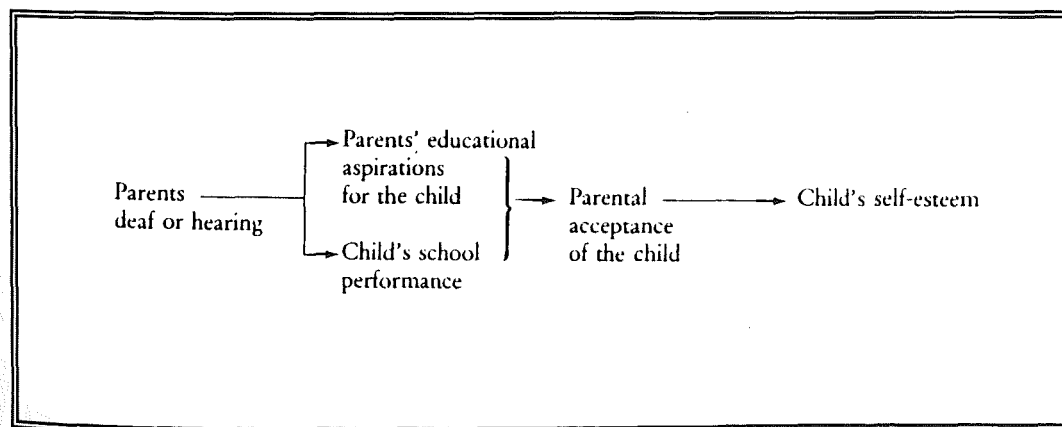 Parents
deaf or hearing
Parents' educational
aspirations
for the child
Child's school
performance
Parental
acceptance
of the child
Child's self-esteem